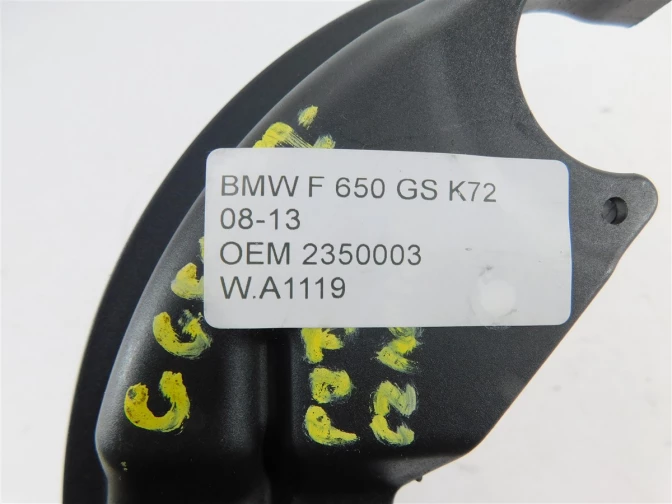 BMW F 650 GS K72
08-13
OEM 2350003
W.A1119